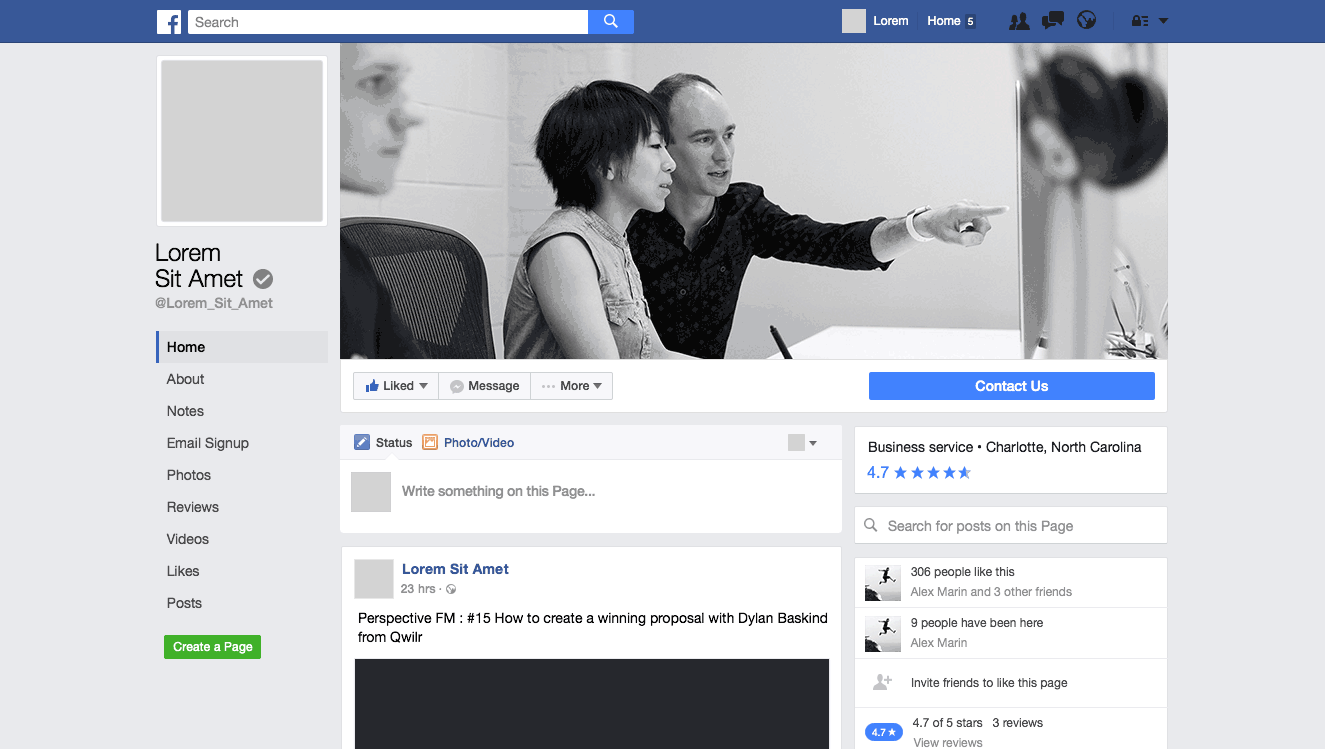 f
Search
Lorem
Home 5
Lorem
Sit Amet
@Lorem_Sit_Amet
Home
About
Notes
Email Signup
Photos
Reviews
Videos
Likes
Posts
Create a Page
Liked
Message
More
Contact Us
Status
Photo/Video
Write something on this Page...
Lorem Sit Amet
23 hrs ·
Perspective FM : #15 How to create a winning proposal with Dylan Baskind
from Qwilr
Business service • Charlotte, North Carolina
4.7
Search for posts on this Page
306 people like this
Alex Marin and 3 other friends
9 people have been here
Alex Marin
Invite friends to like this page
4.7 ★
4.7 of 5 stars 3 reviews
View reviews